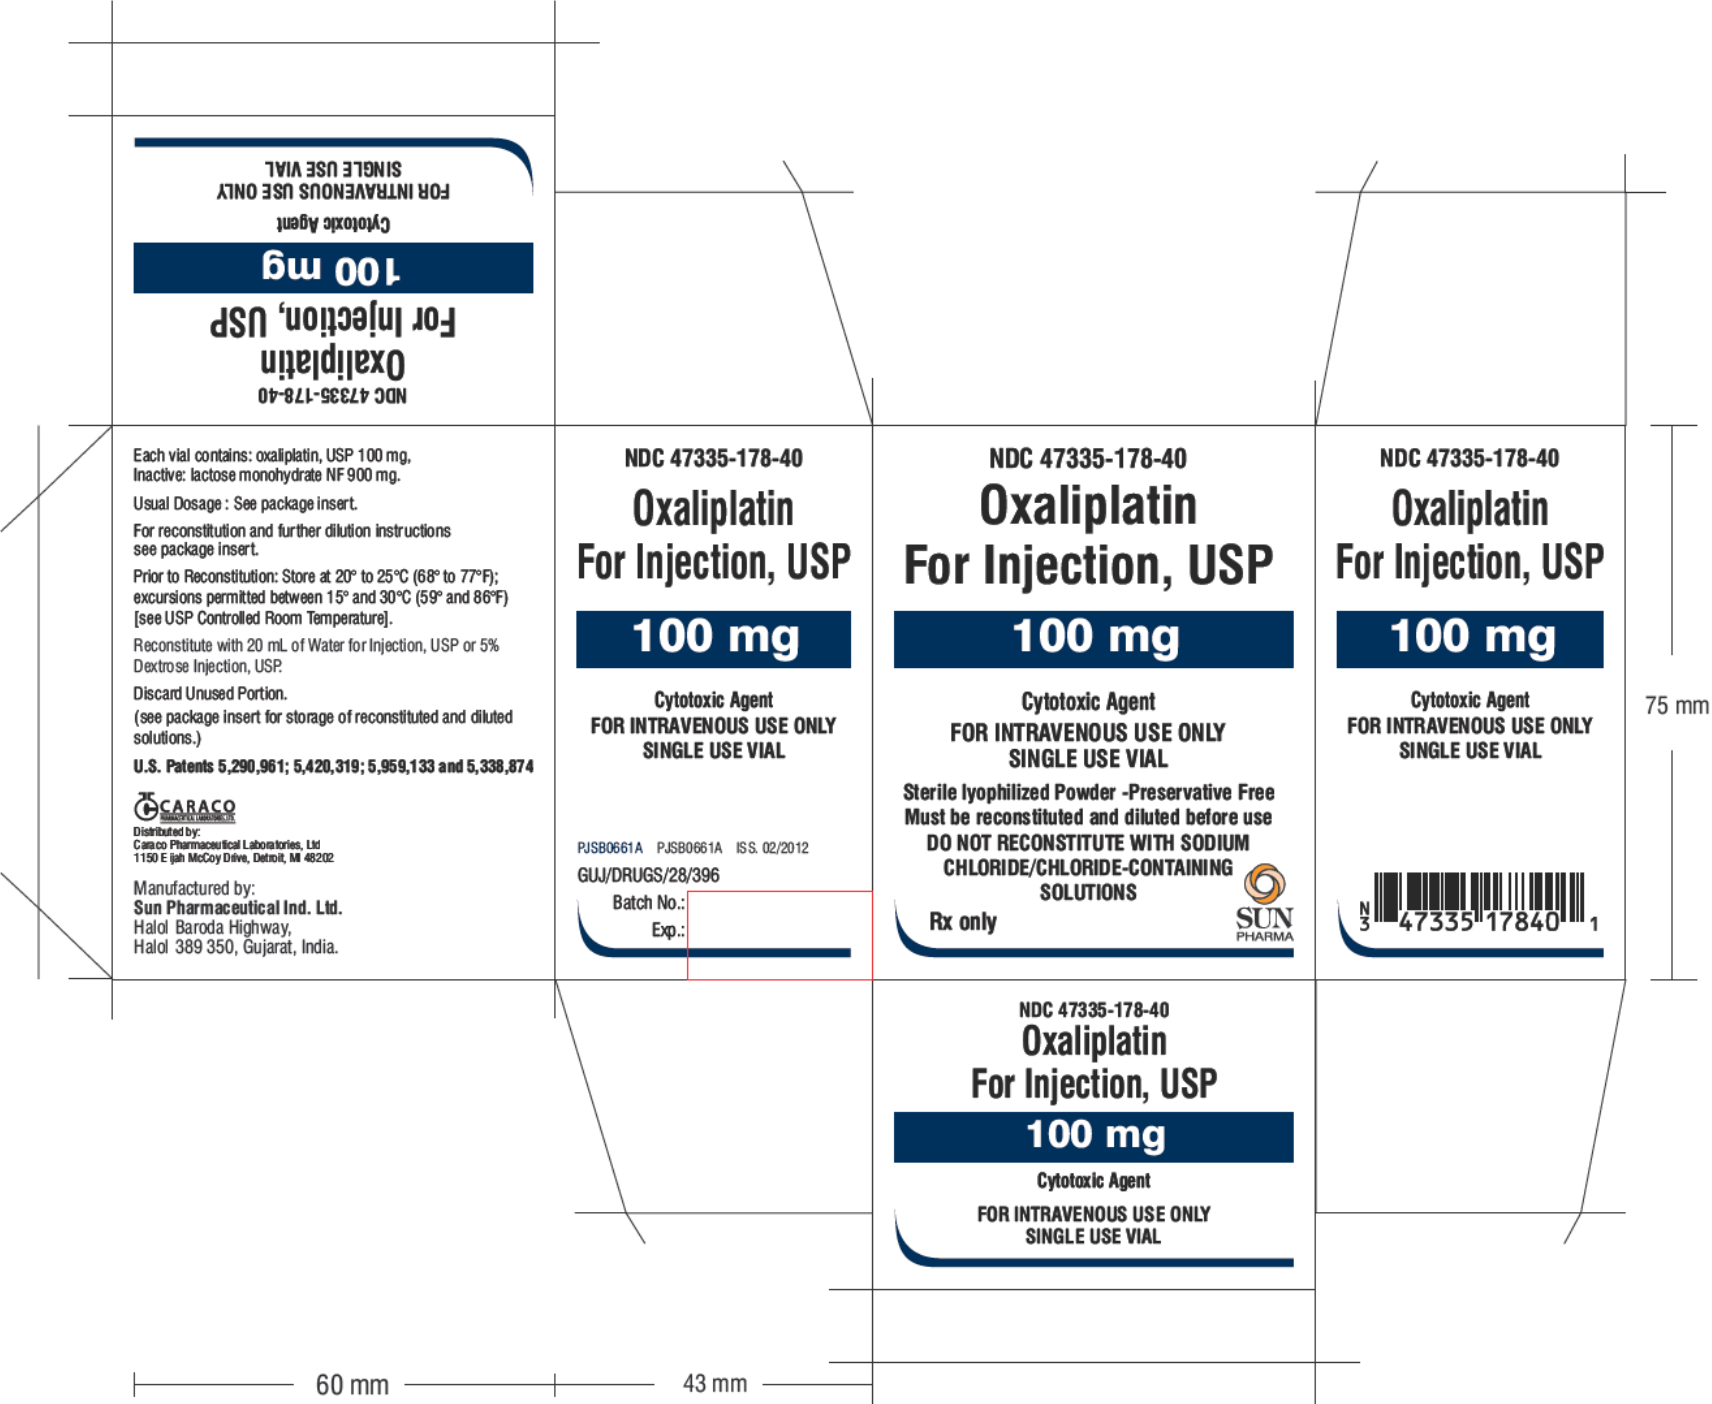 SINGLE USE VIAL
FOR INTRAVENOUS USE ONLY
Cytotoxic Agent
100 mg
For Injection, USP
Oxaliplatin
NDC 47335-178-40
Each vial contains: oxaliplatin, USP 100 mg,
Inactive: lactose monohydrate NF 900 mg.
Usual Dosage : See package insert.
For reconstitution and further dilution instructions
see package insert.
Prior to Reconstitution: Store at 20° to 25°C (68° to 77°F);
excursions permitted between 15° and 30°C (59° and 86°F)
[see USP Controlled Room Temperature].
Reconstitute with 20 mL of Water for Injection, USP or 5%
Dextrose Injection, USP.
Discard Unused Portion.
(see package insert for storage of reconstituted and diluted
solutions.)
U.S. Patents 5,290,961; 5,420,319; 5,959,133 and 5,338,874
CARACO
PHARMACEUTICAL LABORATORIES, LTD.
Distributed by:
Caraco Pharmaceutical Laboratories, Ltd
1150 E ijah McCoy Drive, Detroit, MI 48202
Manufactured by:
Sun Pharmaceutical Ind. Ltd.
Halol Baroda Highway,
Halol 389 350, Gujarat, India.
NDC 47335-178-40
Oxaliplatin
For Injection, USP
100 mg
Cytotoxic Agent
FOR INTRAVENOUS USE ONLY
SINGLE USE VIAL
PJSB0661A PJSB0661A ISS. 02/2012
GUJ/DRUGS/28/396
Batch No.:
Exp.:
NDC 47335-178-40
Oxaliplatin
For Injection, USP
100 mg
Cytotoxic Agent
FOR INTRAVENOUS USE ONLY
SINGLE USE VIAL
Sterile lyophilized Powder -Preservative Free
Must be reconstituted and diluted before use
DO NOT RECONSTITUTE WITH SODIUM
CHLORIDE/CHLORIDE-CONTAINING
SOLUTIONS
Rx only
SUN
PHARMA
NDC 47335-178-40
Oxaliplatin
For Injection, USP
100 mg
Cytotoxic Agent
FOR INTRAVENOUS USE ONLY
SINGLE USE VIAL
N
3 47335 17840 1
75 mm
NDC 47335-178-40
Oxaliplatin
For Injection, USP
100 mg
Cytotoxic Agent
FOR INTRAVENOUS USE ONLY
SINGLE USE VIAL
60 mm
43 mm